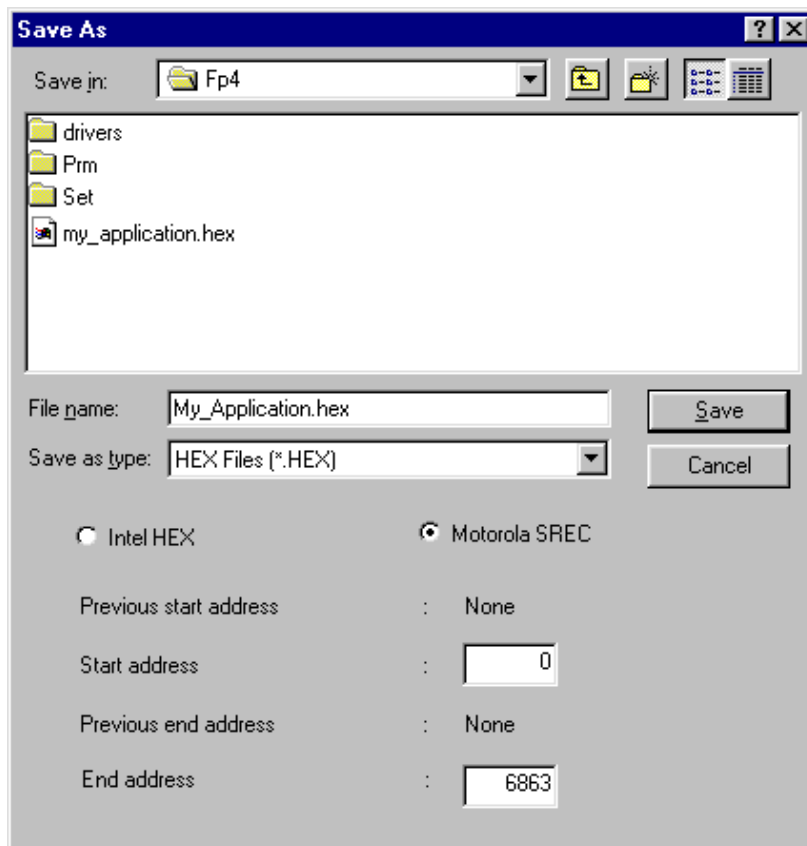 Save As
Save in: Fp4
drivers
Prm
Set
my_application.hex
File name: My_Application.hex Save
Save as type: HEX Files (*.HEX) Cancel
Intel HEX Motorola SREC
Previous start address : None
Start address : 0
Previous end address : None
End address : 6863